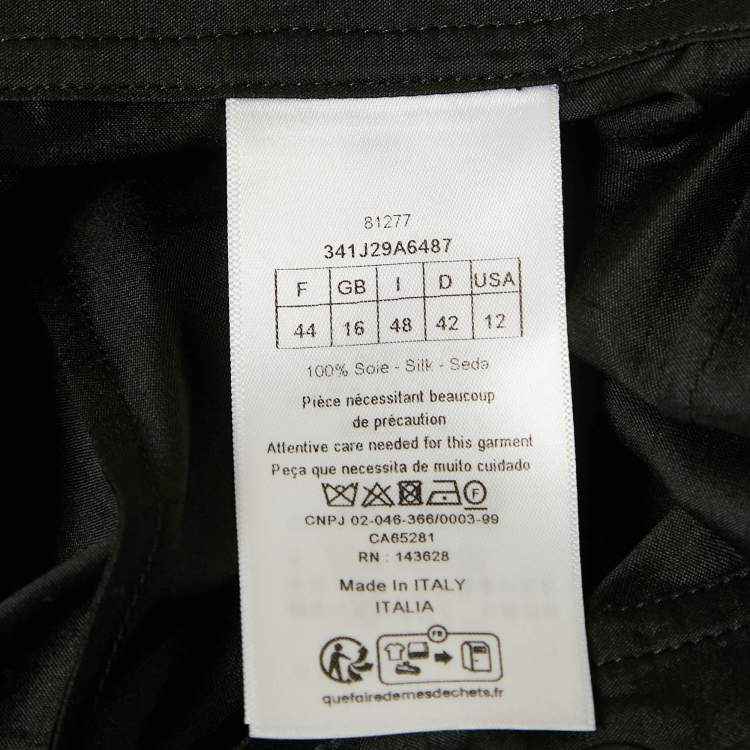 81277
341J29A6487
F GB I D USA
44 16 48 42 12
100% Soie - Silk - Seda
Pièce nécessitant beaucoup
de précaution
Attentive care needed for this garment
Peça que necessita de muito cuidado
F
CNPJ 02-046-366/0003-99
CA65281
RN : 143628
Made In ITALY
ITALIA
FR
quefairedemesdechets.fr